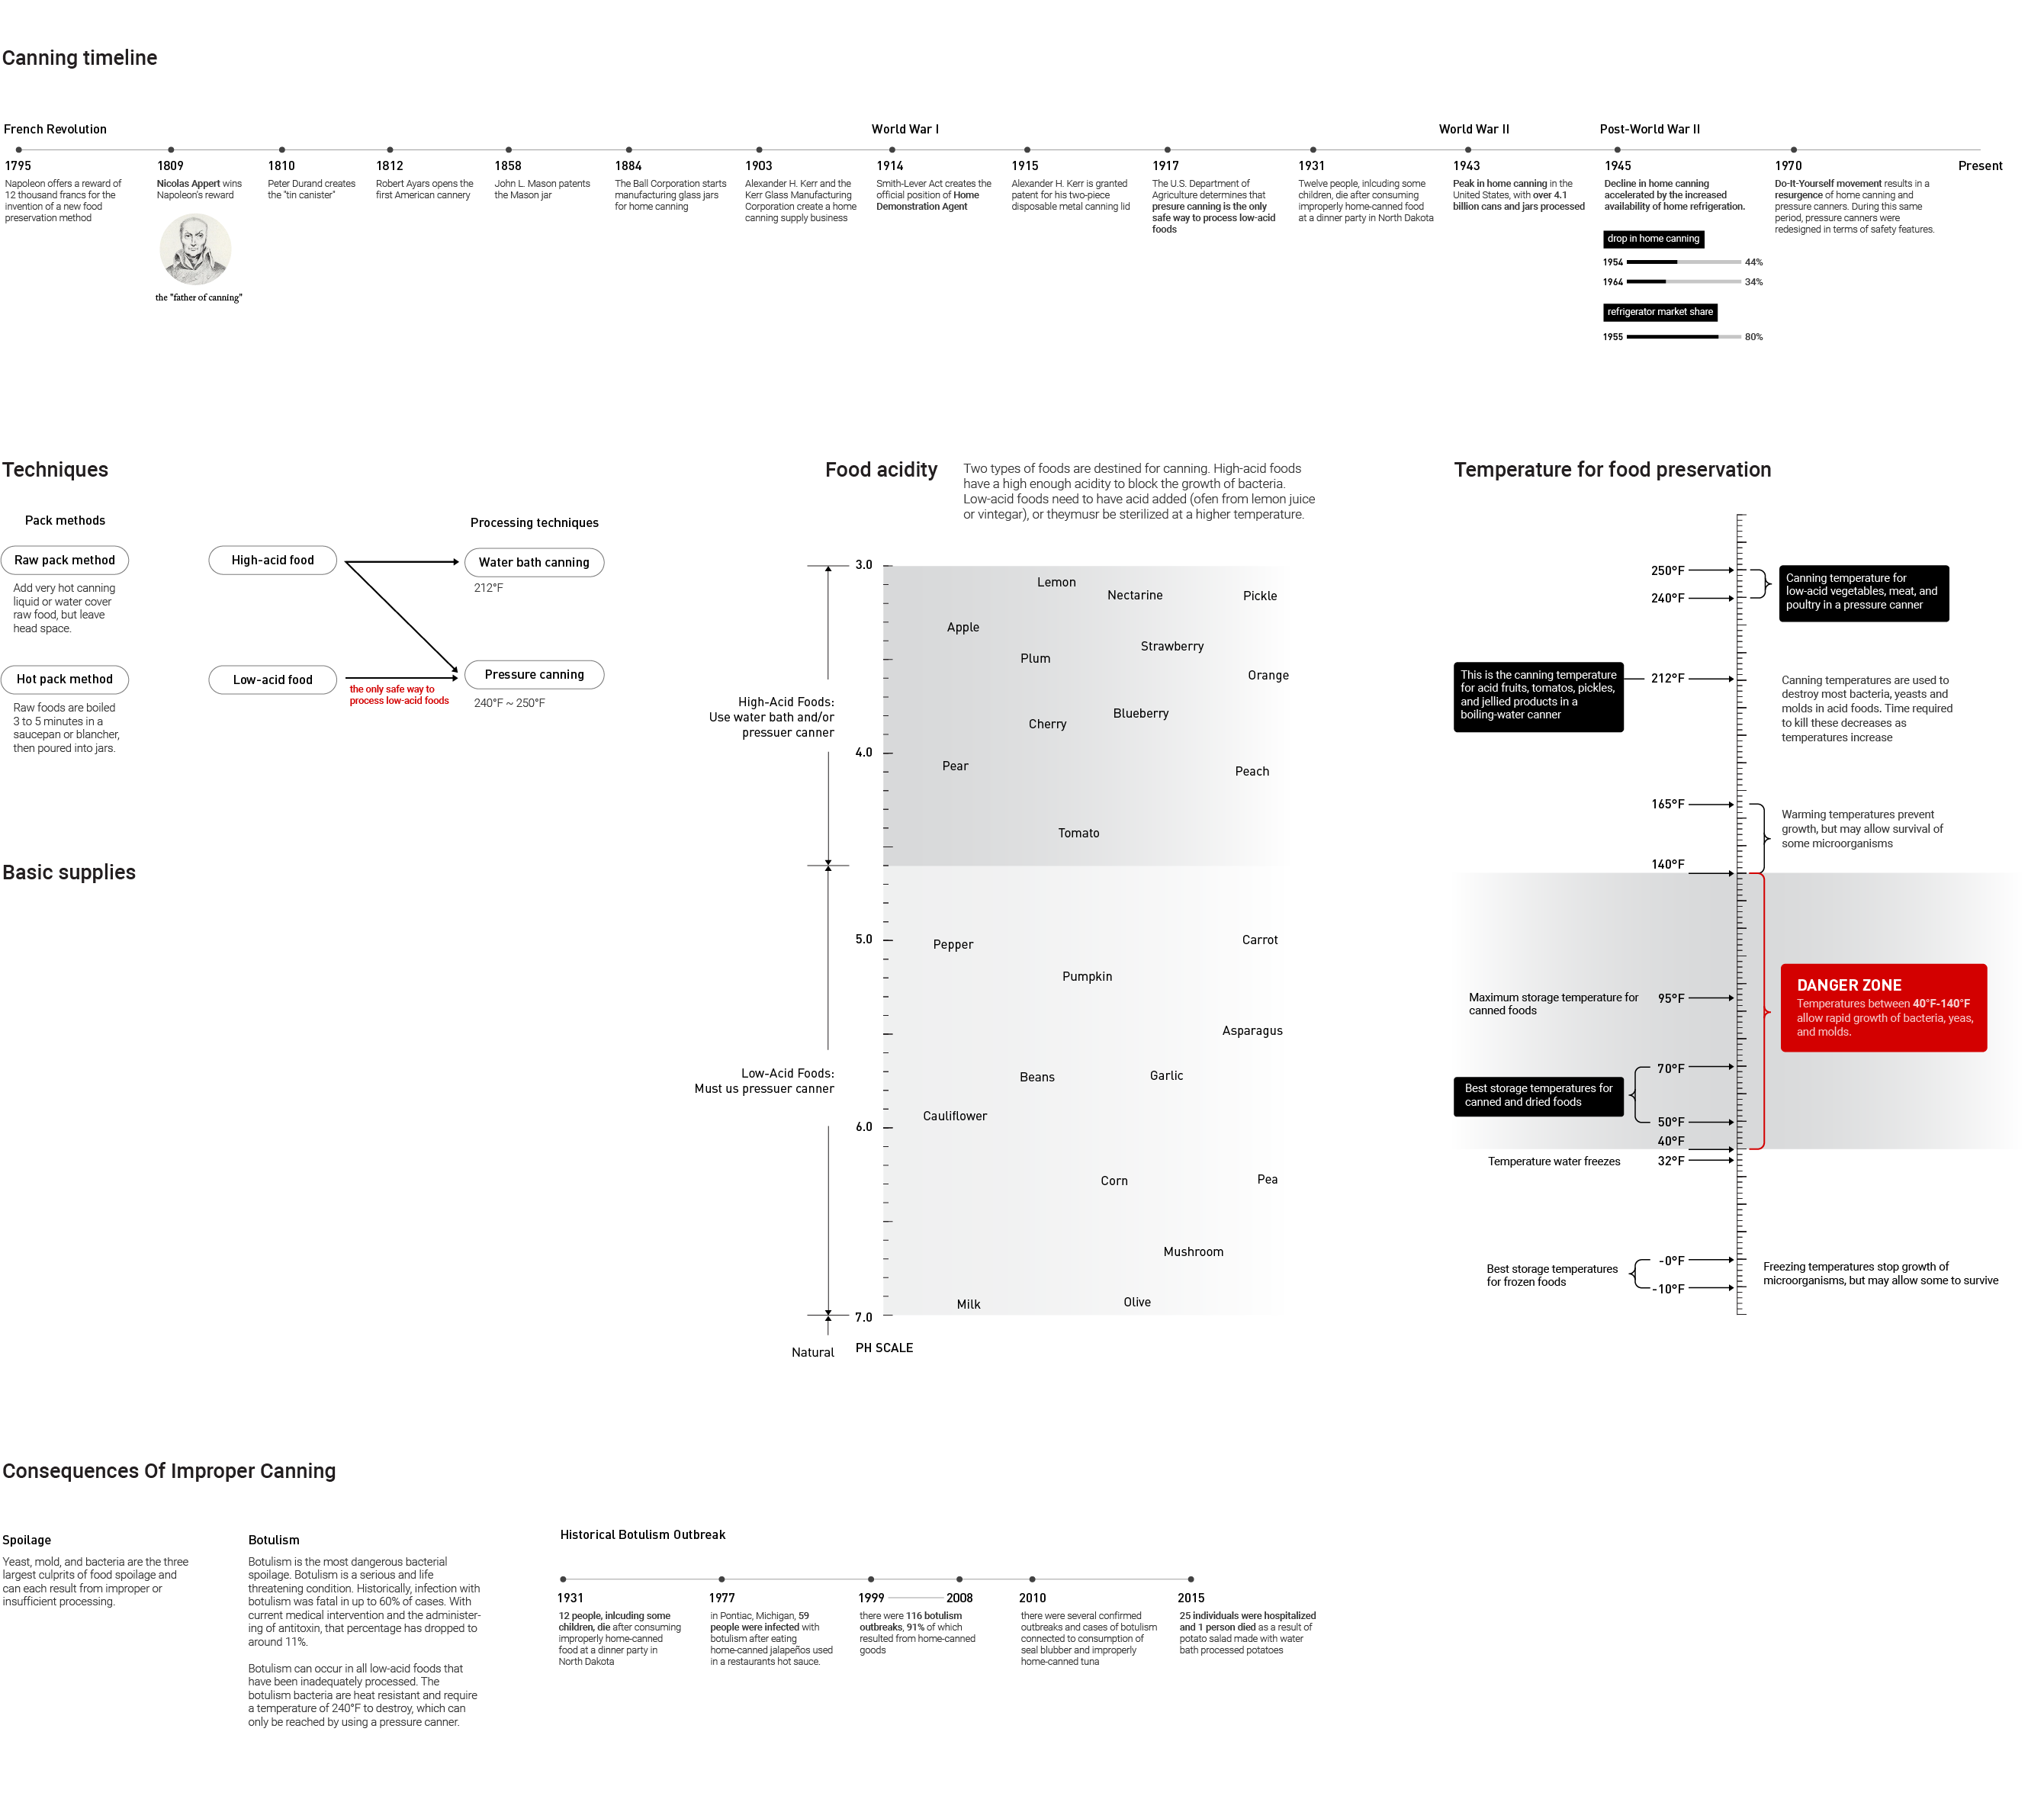 Canning timeline
French Revolution
World War I
World War II
Post-World War II
1795
Napoleon offers a reward of
12 thousand francs for the
invention of a new food
preservation method
1809
Nicolas Appert wins
Napoleon's reward
the "father of canning"
1810
Peter Durand creates
the "tin canister"
1812
Robert Ayars opens the
first American cannery
1858
John L. Mason patents
the Mason jar
1884
The Ball Corporation starts
manufacturing glass jars
for home canning
1903
Alexander H. Kerr and the
Kerr Glass Manufacturing
Corporation create a home
canning supply business
1914
Smith-Lever Act creates the
official position of Home
Demonstration Agent
1915
Alexander H. Kerr is granted
patent for his two-piece
disposable metal canning lid
1917
The U.S. Department of
Agriculture determines that
presure canning is the only
safe way to process low-acid
foods
1931
Twelve people, inlcuding some
children, die after consuming
improperly home-canned food
at a dinner party in North Dakota
1943
Peak in home canning in the
United States, with over 4.1
billion cans and jars processed
1945
Decline in home canning
accelerated by the increased
availability of home refrigeration.
drop in home canning
1954 44%
1964 34%
refrigerator market share
1955 80%
1970
Do-It-Yourself movement results in a
resurgence of home canning and
pressure canners. During this same
period, pressure canners were
redesigned in terms of safety features.
Present
Techniques
Pack methods
Raw pack method
Add very hot canning
liquid or water cover
raw food, but leave
head space.
Hot pack method
Raw foods are boiled
3 to 5 minutes in a
saucepan or blancher,
then poured into jars.
High-acid food
Low-acid food
the only safe way to
process low-acid foods
Processing techniques
Water bath canning
212°F
Pressure canning
240°F ~ 250°F
Basic supplies
Food acidity
Two types of foods are destined for canning. High-acid foods
have a high enough acidity to block the growth of bacteria.
Low-acid foods need to have acid added (ofen from lemon juice
or vintegar), or theymusr be sterilized at a higher temperature.
3.0
Lemon
Nectarine
Pickle
Apple
Strawberry
Plum
Orange
High-Acid Foods:
Use water bath and/or
pressuer canner
Blueberry
Cherry
4.0
Pear
Peach
Tomato
5.0
Pepper
Carrot
Pumpkin
Asparagus
Low-Acid Foods:
Must us pressuer canner
Beans
Garlic
Cauliflower
6.0
Corn
Pea
Mushroom
Milk
Olive
7.0
Natural
PH SCALE
Temperature for food preservation
250°F
240°F
Canning temperature for
low-acid vegetables, meat, and
poultry in a pressure canner
This is the canning temperature
for acid fruits, tomatos, pickles,
and jellied products in a
boiling-water canner
212°F
Canning temperatures are used to
destroy most bacteria, yeasts and
molds in acid foods. Time required
to kill these decreases as
temperatures increase
165°F
Warming temperatures prevent
growth, but may allow survival of
some microorganisms
140°F
DANGER ZONE
Temperatures between 40°F-140°F
allow rapid growth of bacteria, yeas,
and molds.
Maximum storage temperature for
canned foods
95°F
70°F
Best storage temperatures for
canned and dried foods
50°F
40°F
Temperature water freezes
32°F
-0°F
Best storage temperatures
for frozen foods
-10°F
Freezing temperatures stop growth of
microorganisms, but may allow some to survive
Consequences Of Improper Canning
Spoilage
Yeast, mold, and bacteria are the three
largest culprits of food spoilage and
can each result from improper or
insufficient processing.
Botulism
Botulism is the most dangerous bacterial
spoilage. Botulism is a serious and life
threatening condition. Historically, infection with
botulism was fatal in up to 60% of cases. With
current medical intervention and the administer-
ing of antitoxin, that percentage has dropped to
around 11%.
Botulism can occur in all low-acid foods that
have been inadequately processed. The
botulism bacteria are heat resistant and require
a temperature of 240°F to destroy, which can
only be reached by using a pressure canner.
Historical Botulism Outbreak
1931
12 people, inlcuding some
children, die after consuming
improperly home-canned
food at a dinner party in
North Dakota
1977
in Pontiac, Michigan, 59
people were infected with
botulism after eating
home-canned jalapeños used
in a restaurants hot sauce.
1999 2008
there were 116 botulism
outbreaks, 91% of which
resulted from home-canned
goods
2010
there were several confirmed
outbreaks and cases of botulism
connected to consumption of
seal blubber and improperly
home-canned tuna
2015
25 individuals were hospitalized
and 1 person died as a result of
potato salad made with water
bath processed potatoes